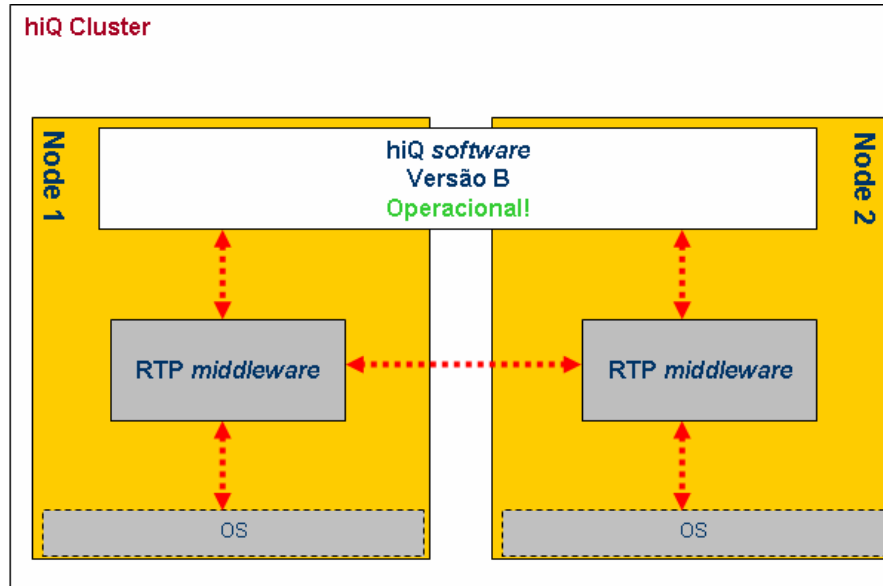 hiQ Cluster
Node 1
hiQ software
Versão B
Operacional!
Node 2
RTP middleware
RTP middleware
OS
OS